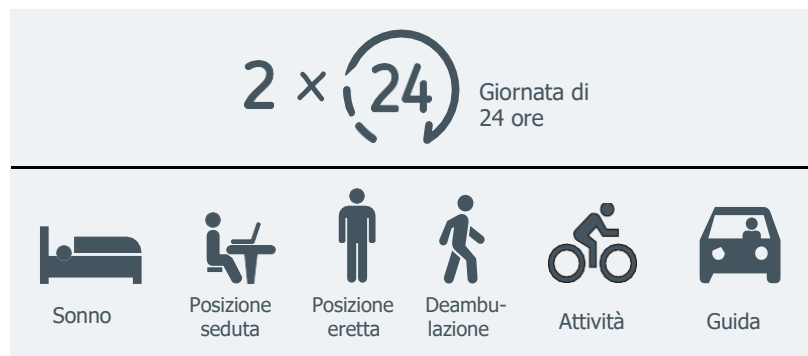 2 × 24
Giornata di
24 ore
Sonno
Posizione
seduta
Posizione
eretta
Deambu-
lazione
Attività
Guida